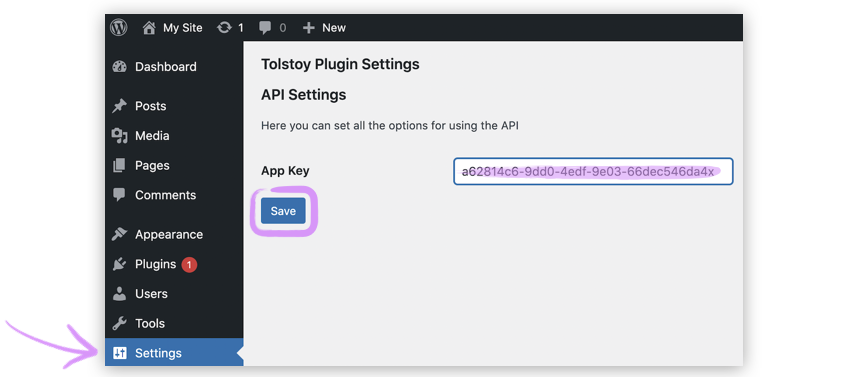 My Site 1 0 New
Dashboard
Posts
Media
Pages
Comments
Appearance
Plugins 1
Users
Tools
Settings
Tolstoy Plugin Settings
API Settings
Here you can set all the options for using the API
App Key a62814c6-9dd0-4edf-9e03-66dec546da4x
Save